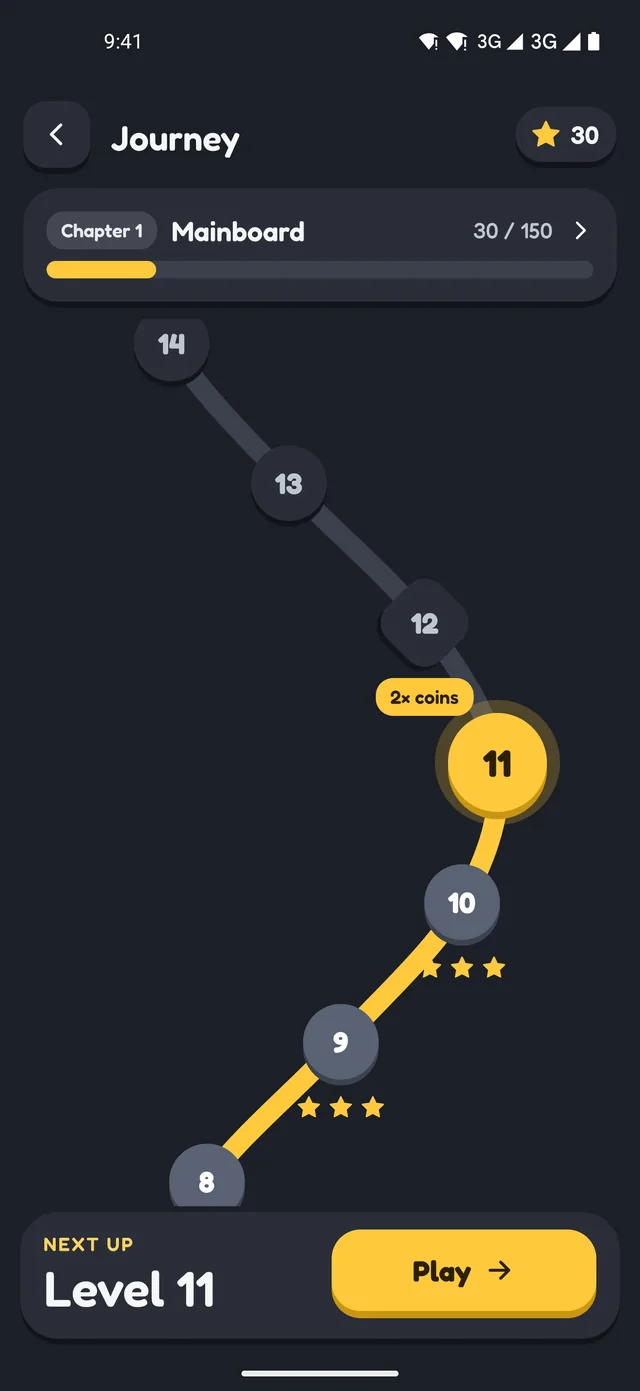 9:41 3G 3G
Journey 30
Chapter 1 Mainboard 30 / 150
14
13
12
2× coins
11
10
9
8
NEXT UP
Level 11
Play →